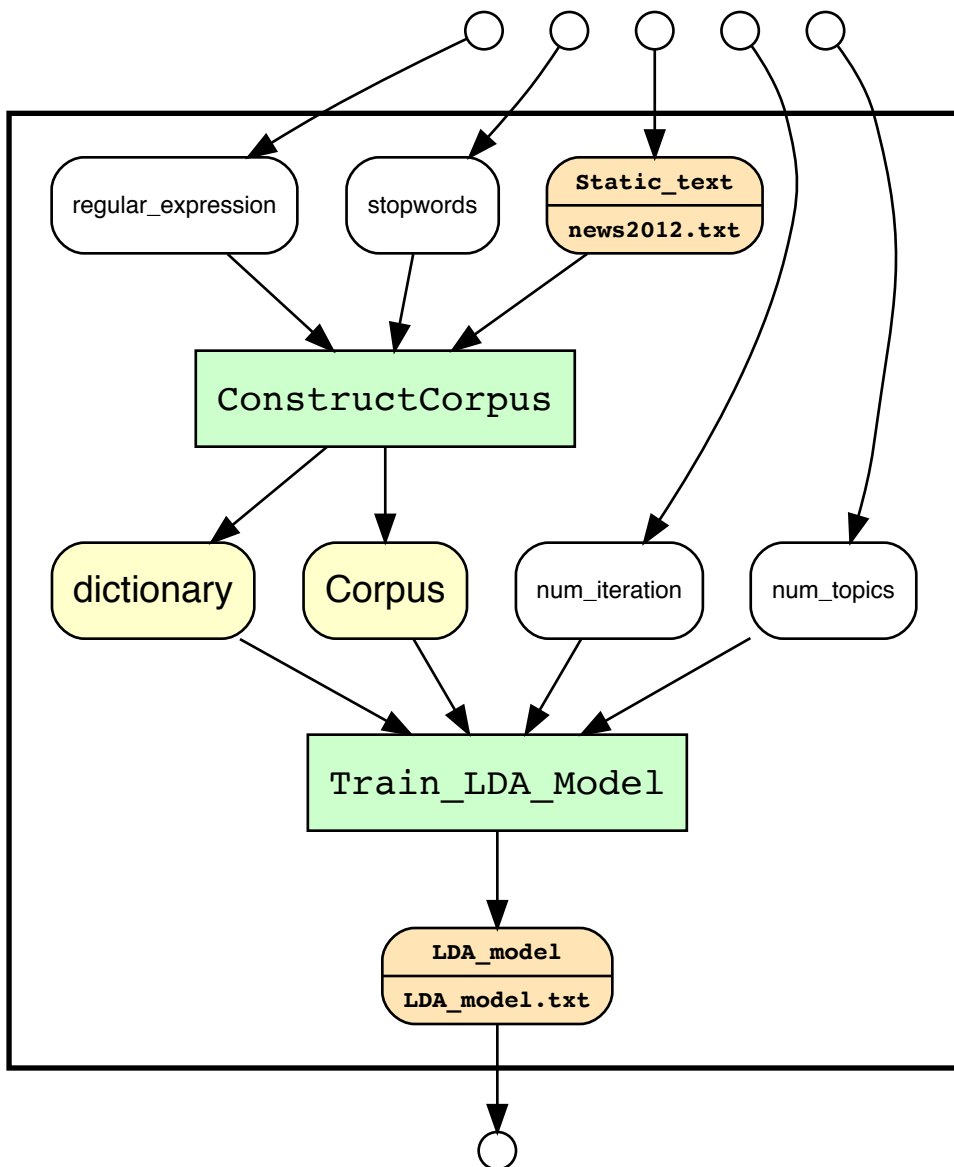 regular_expression
stopwords
Static_text
news2012.txt
ConstructCorpus
dictionary
Corpus
num_iteration
num_topics
Train_LDA_Model
LDA_model
LDA_model.txt